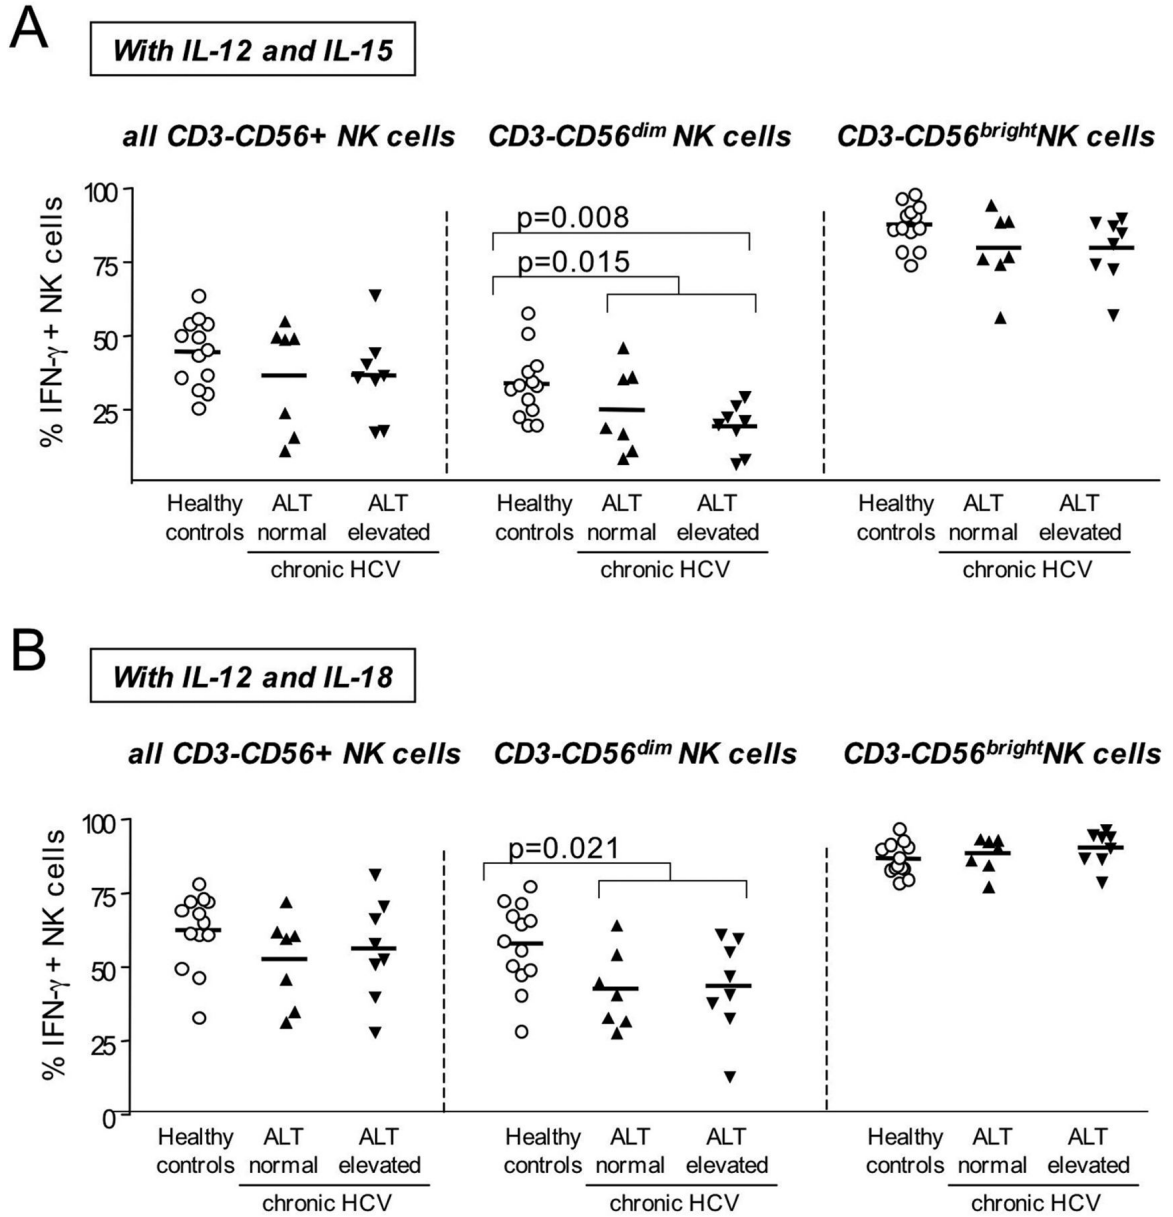 A
With IL-12 and IL-15
all CD3-CD56+ NK cells CD3-CD56dim NK cells CD3-CD56brightNK cells
% IFN-γ + NK cells
100
75
50
25
p=0.008
p=0.015
Healthy controls ALT normal ALT elevated Healthy controls ALT normal ALT elevated Healthy controls ALT normal ALT elevated
chronic HCV chronic HCV chronic HCV
B
With IL-12 and IL-18
all CD3-CD56+ NK cells CD3-CD56dim NK cells CD3-CD56brightNK cells
% IFN-γ + NK cells
100
75
50
25
0
p=0.021
Healthy controls ALT normal ALT elevated Healthy controls ALT normal ALT elevated Healthy controls ALT normal ALT elevated
chronic HCV chronic HCV chronic HCV